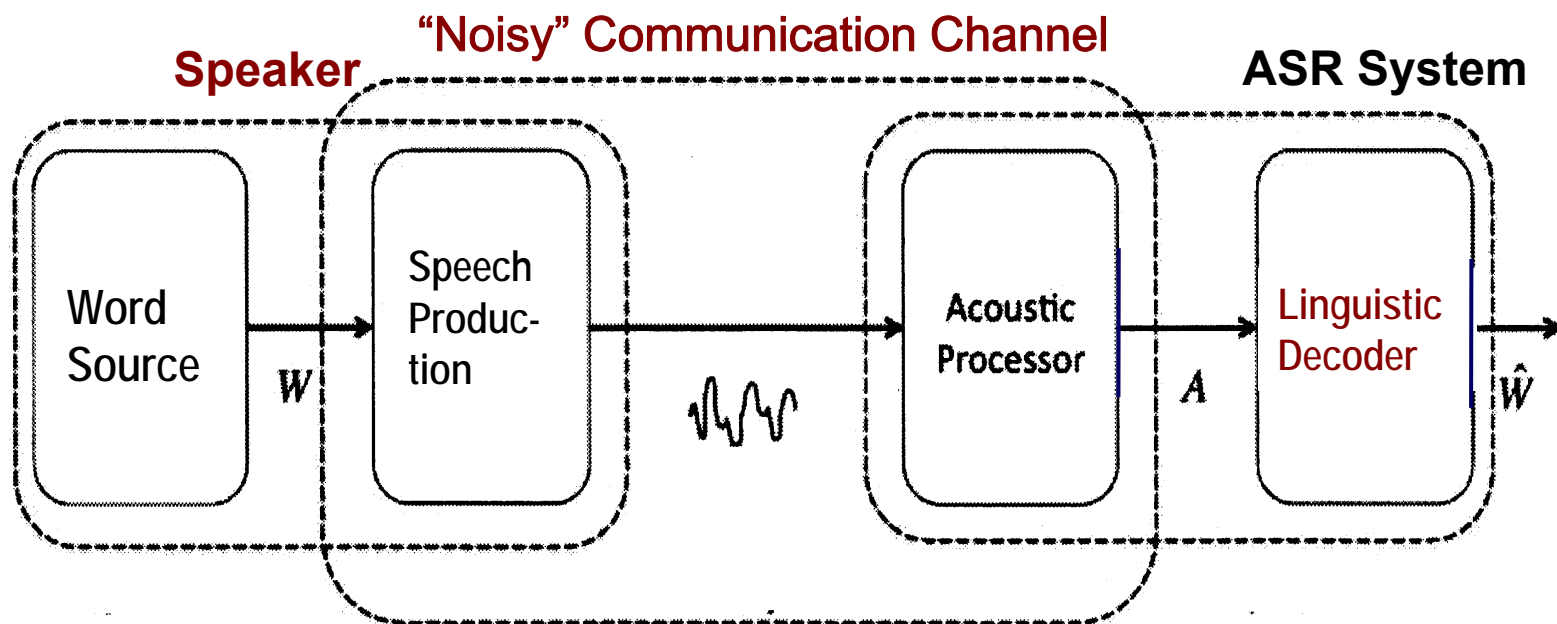 “Noisy” Communication Channel
Speaker
ASR System
Word
Source
W
Speech
Produc-
tion
Acoustic
Processor
A
Linguistic
Decoder
Ŵ